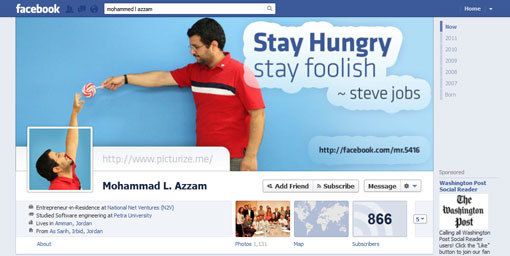 facebook
mohammed l azzam
Home
Stay Hungry
stay foolish
~ steve jobs
http://facebook.com/mr.5416
http://www.picturize.me/
Now
2011
2010
2009
2008
2007
Born
Mohammad L. Azzam
Add Friend
Subscribe
Message
Entrepreneur-in-Residence at National Net Ventures (N2V)
Studied Software engineering at Petra University
Lives in Amman, Jordan
From As Sarih, Irbid, Jordan
About
Photos 1,131
Map
866
Subscribers
5
Sponsored
Washington Post
Social Reader
The
Washington
Post
Calling all Washington
Post Social Reader
users! Click the "Like"
button to join our fan